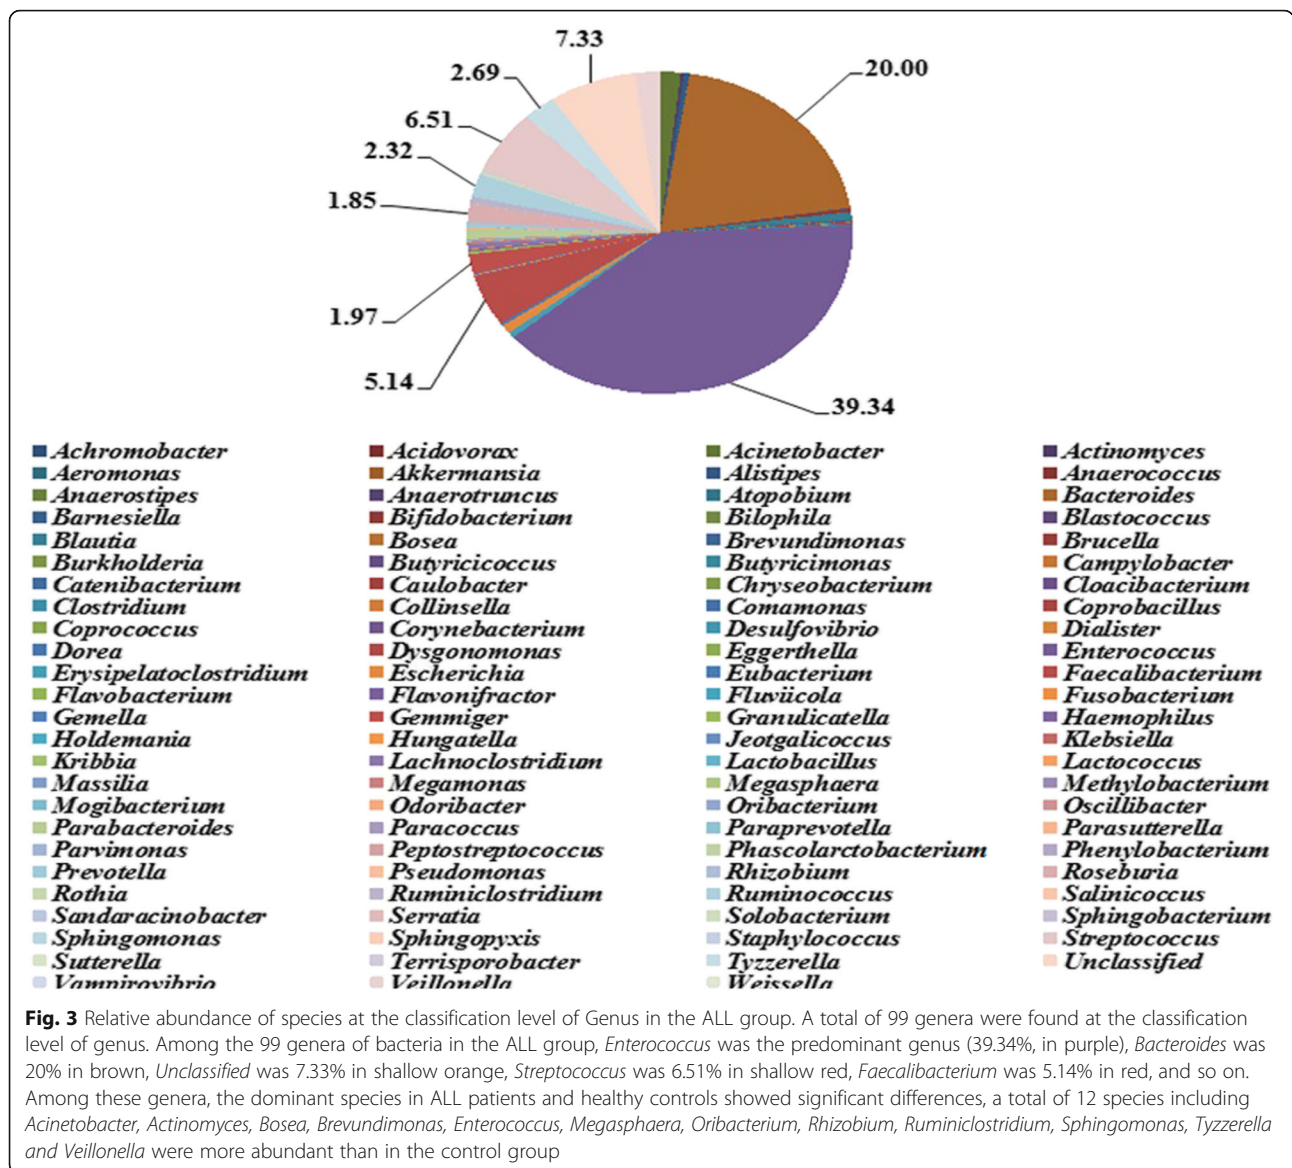 7.33
20.00
2.69
6.51
2.32
1.85
1.97
5.14
39.34
Achromobacter Acidovorax Acinetobacter Actinomyces
Aeromonas Akkermansia Alistipes Anaerococcus
Anaerostipes Anaerotruncus Atopobium Bacteroides
Barnesiella Bifidobacterium Bilophila Blastococcus
Blautia Bosea Brevundimonas Brucella
Burkholderia Butyricicoccus Butyricimonas Campylobacter
Catenibacterium Caulobacter Chryseobacterium Cloacibacterium
Clostridium Collinsella Comamonas Coprobacillus
Coprococcus Corynebacterium Desulfovibrio Dialister
Dorea Dysgonomonas Eggerthella Enterococcus
Erysipelatoclostridium Escherichia Eubacterium Faecalibacterium
Flavobacterium Flavonifractor Fluviicola Fusobacterium
Gemella Gemmiger Granulicatella Haemophilus
Holdemania Hungatella Jeotgalicoccus Klebsiella
Kribbia Lachnoclostridium Lactobacillus Lactococcus
Massilia Megamonas Megasphaera Methylobacterium
Mogibacterium Odoribacter Oribacterium Oscillibacter
Parabacteroides Paracoccus Paraprevotella Parasutterella
Parvimonas Peptostreptococcus Phascolarctobacterium Phenylobacterium
Prevotella Pseudomonas Rhizobium Roseburia
Rothia Ruminiclostridium Ruminococcus Salinicoccus
Sandaracinobacter Serratia Solobacterium Sphingobacterium
Sphingomonas Sphingopyxis Staphylococcus Streptococcus
Sutterella Terrisporobacter Tyzzerella Unclassified
Vampirovibrio Veillonella Weissella
Fig. 3 Relative abundance of species at the classification level of Genus in the ALL group. A total of 99 genera were found at the classification
level of genus. Among the 99 genera of bacteria in the ALL group, Enterococcus was the predominant genus (39.34%, in purple), Bacteroides was
20% in brown, Unclassified was 7.33% in shallow orange, Streptococcus was 6.51% in shallow red, Faecalibacterium was 5.14% in red, and so on.
Among these genera, the dominant species in ALL patients and healthy controls showed significant differences, a total of 12 species including
Acinetobacter, Actinomyces, Bosea, Brevundimonas, Enterococcus, Megasphaera, Oribacterium, Rhizobium, Ruminiclostridium, Sphingomonas, Tyzzerella
and Veillonella were more abundant than in the control group